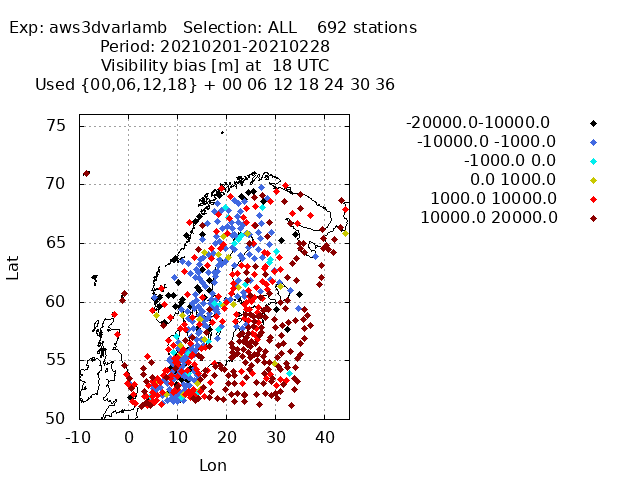 Exp: aws3dvarlamb   Selection: ALL    692 stations
Period: 20210201-20210228
Visibility bias [m] at  18 UTC
Used {00,06,12,18} + 00 06 12 18 24 30 36
-20000.0-10000.0
-10000.0 -1000.0
-1000.0 0.0
0.0 1000.0
1000.0 10000.0
10000.0 20000.0
75
70
65
60
55
50
Lat
-10 0 10 20 30 40
Lon